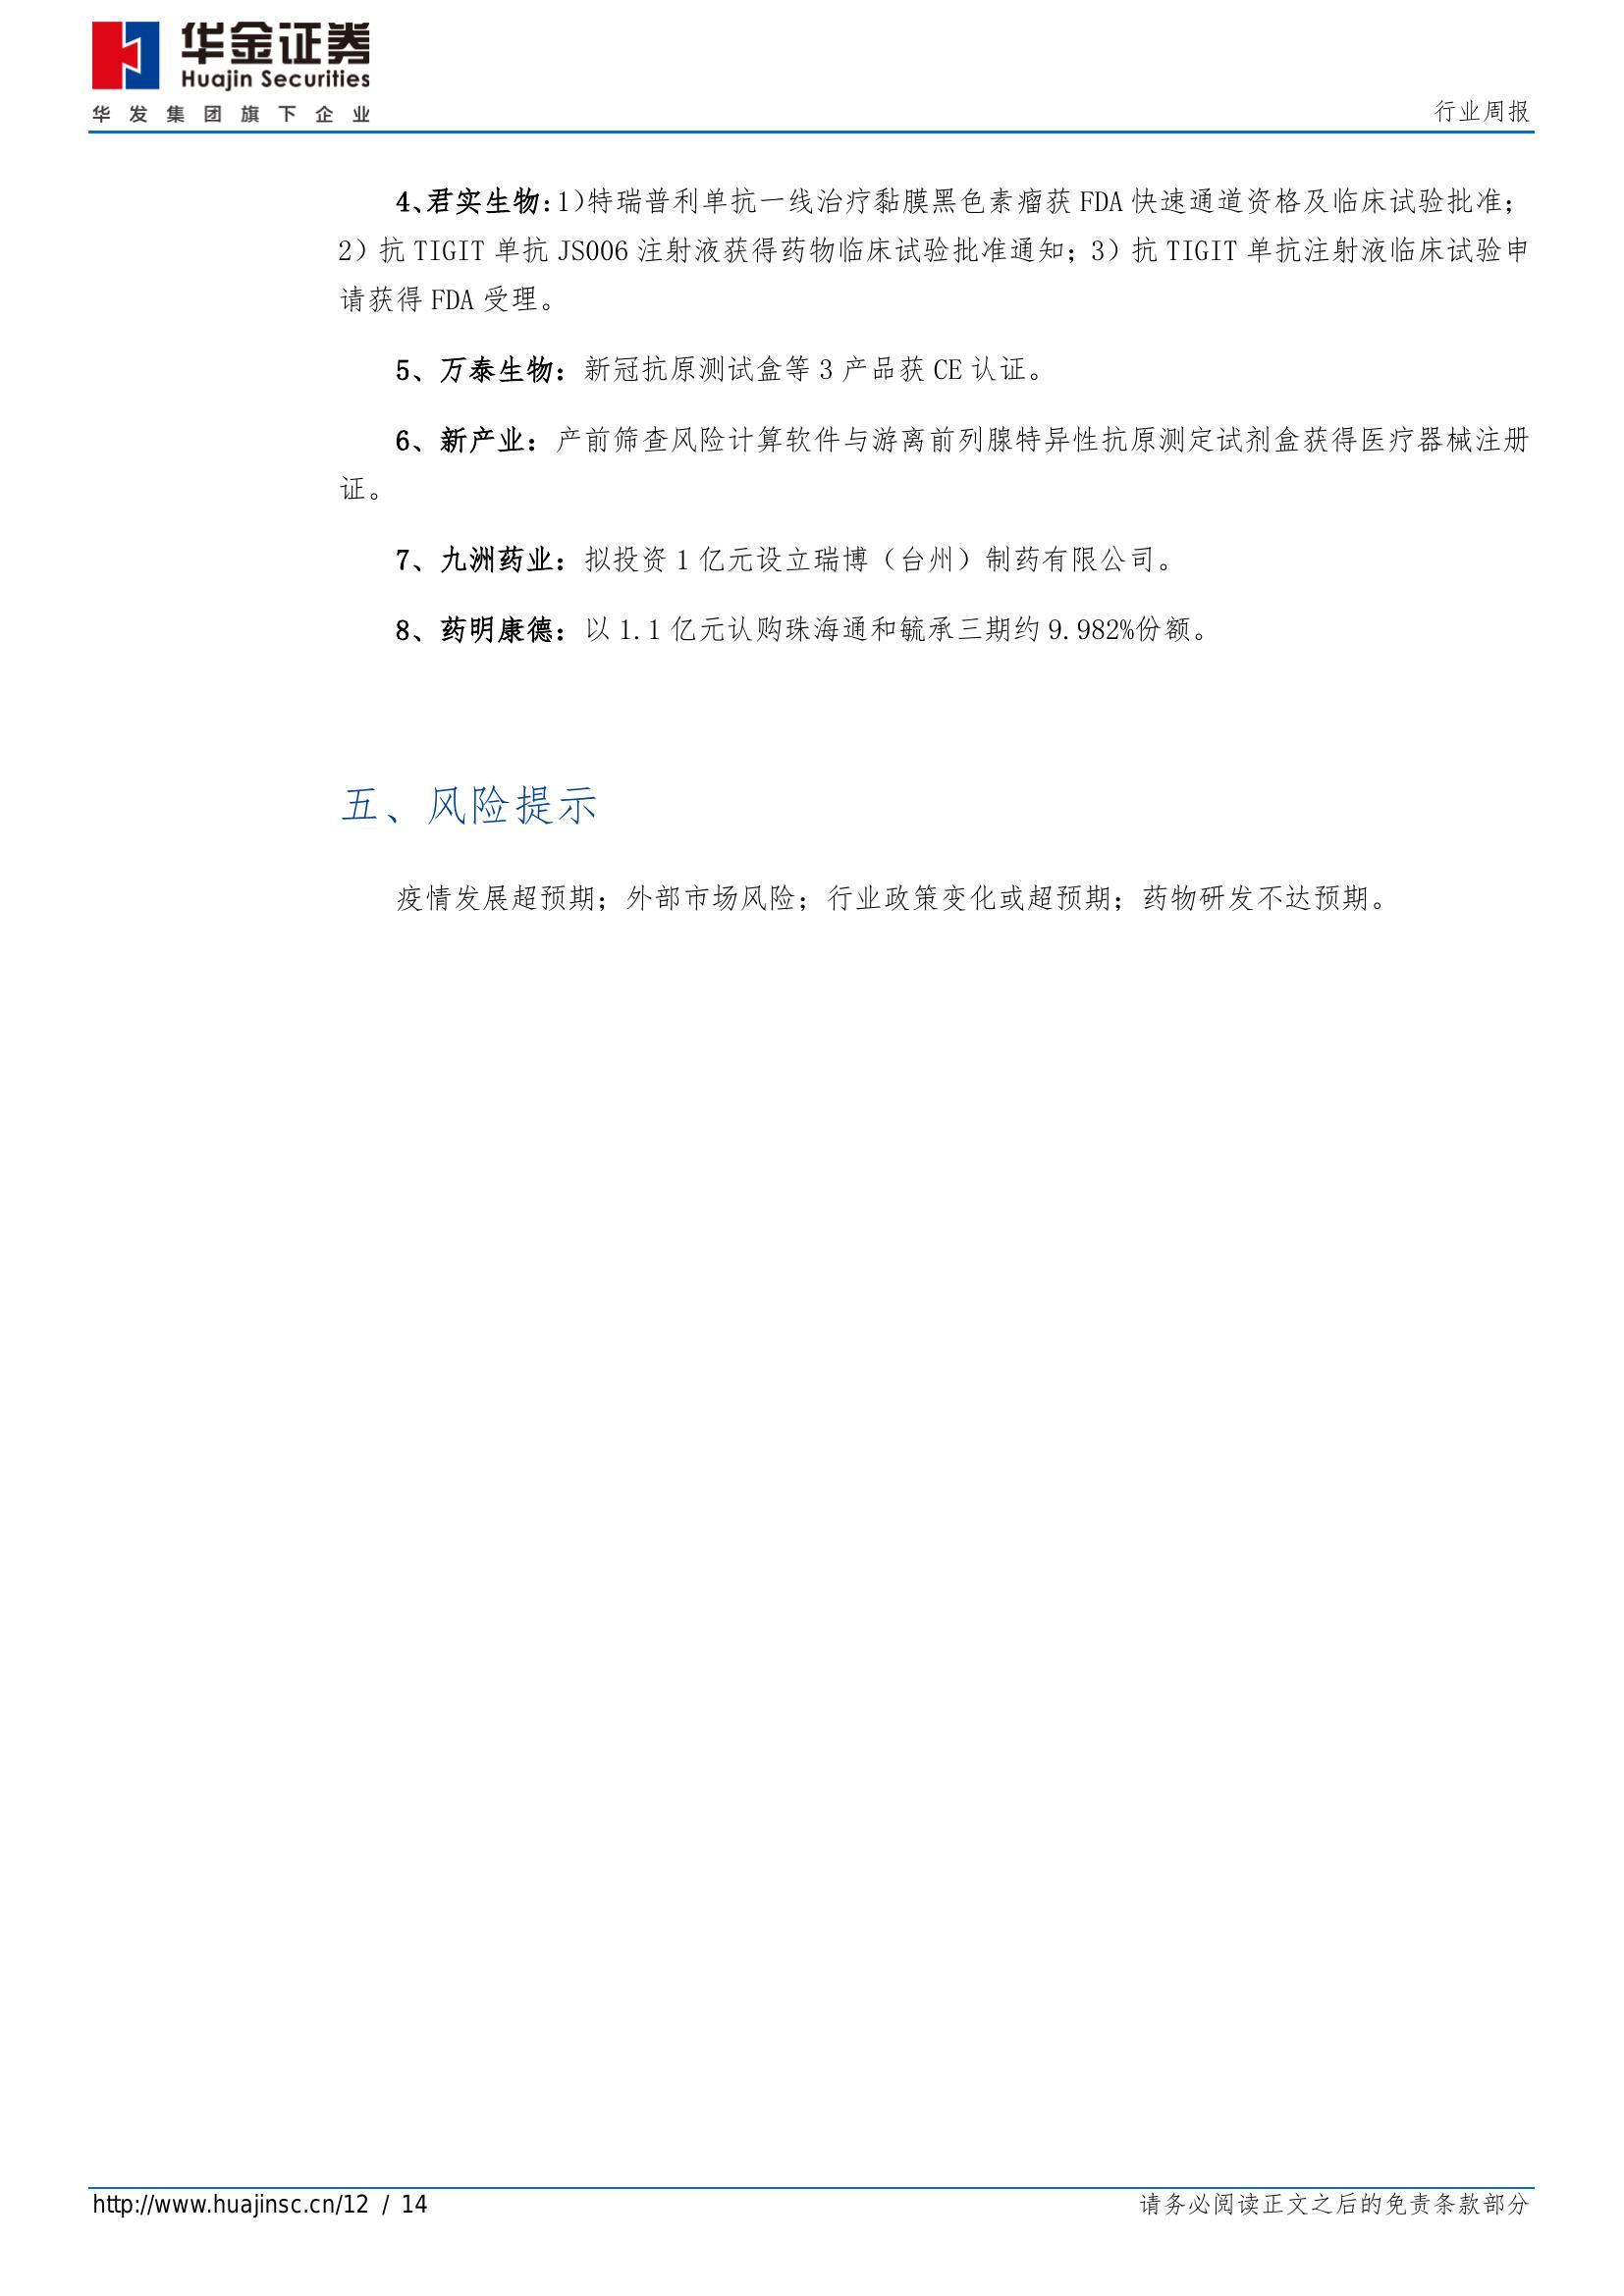 华金证券
Huajin Securities
华发集团旗下企业
行业周报
4、君实生物:1)特瑞普利单抗一线治疗黏膜黑色素瘤获 FDA 快速通道资格及临床试验批准；
2）抗 TIGIT 单抗 JS006 注射液获得药物临床试验批准通知；3）抗 TIGIT 单抗注射液临床试验申
请获得 FDA 受理。
5、万泰生物：新冠抗原测试盒等 3 产品获 CE 认证。
6、新产业：产前筛查风险计算软件与游离前列腺特异性抗原测定试剂盒获得医疗器械注册
证。
7、九洲药业：拟投资 1 亿元设立瑞博（台州）制药有限公司。
8、药明康德：以 1.1 亿元认购珠海通和毓承三期约 9.982%份额。
五、风险提示
疫情发展超预期；外部市场风险；行业政策变化或超预期；药物研发不达预期。
http://www.huajinsc.cn/12 / 14
请务必阅读正文之后的免责条款部分